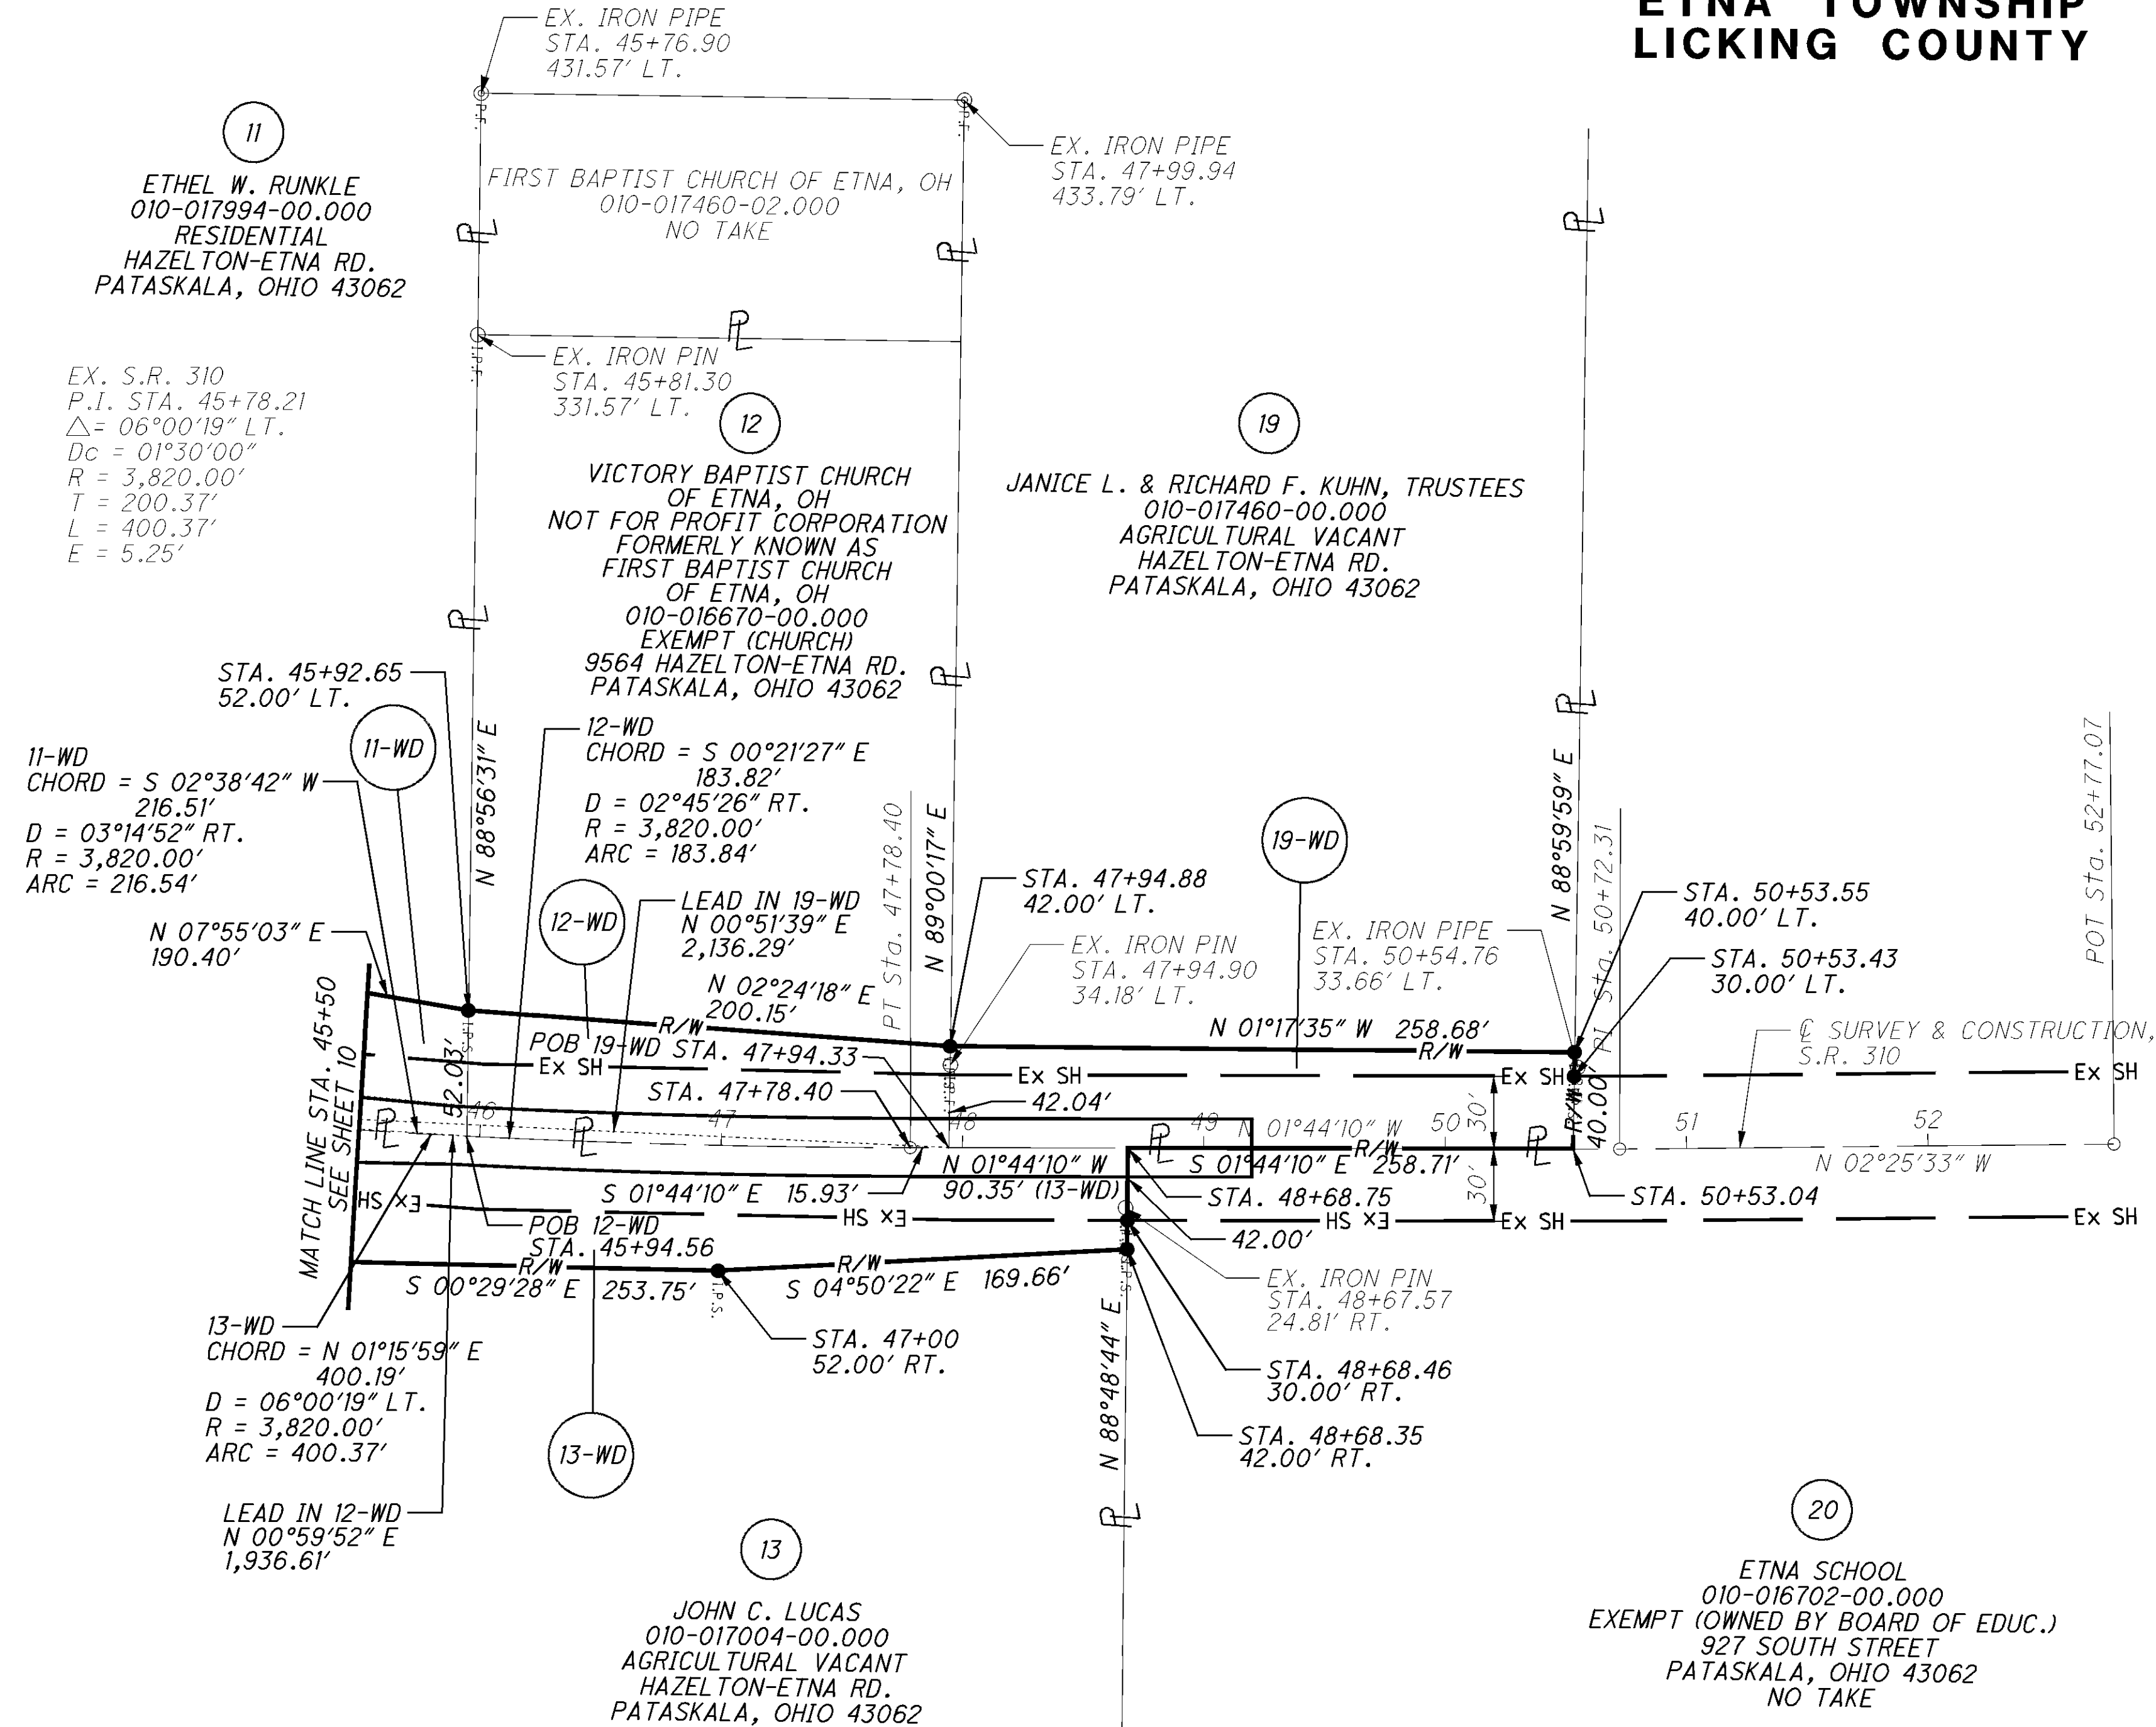 ETNA TOWNSHIP
LICKING COUNTY
EX. IRON PIPE
STA. 45+76.90
431.57' LT.
EX. IRON PIPE
STA. 47+99.94
433.79' LT.
11
ETHEL W. RUNKLE
010-017994-00.000
RESIDENTIAL
HAZELTON-ETNA RD.
PATASKALA, OHIO 43062
FIRST BAPTIST CHURCH OF ETNA, OH
010-017460-02.000
NO TAKE
EX. IRON PIN
STA. 45+81.30
331.57' LT.
EX. S.R. 310
P.I. STA. 45+78.21
△= 06°00'19" LT.
Dc = 01°30'00"
R = 3,820.00'
T = 200.37'
L = 400.37'
E = 5.25'
12
VICTORY BAPTIST CHURCH
OF ETNA, OH
NOT FOR PROFIT CORPORATION
FORMERLY KNOWN AS
FIRST BAPTIST CHURCH
OF ETNA, OH
010-016670-00.000
EXEMPT (CHURCH)
9564 HAZELTON-ETNA RD.
PATASKALA, OHIO 43062
19
JANICE L. & RICHARD F. KUHN, TRUSTEES
010-017460-00.000
AGRICULTURAL VACANT
HAZELTON-ETNA RD.
PATASKALA, OHIO 43062
STA. 45+92.65
52.00' LT.
11-WD
11-WD
CHORD = S 02°38'42" W
216.51'
D = 03°14'52" RT.
R = 3,820.00'
ARC = 216.54'
N 07°55'03" E
190.40'
N 88°56'31" E
12-WD
CHORD = S 00°21'27" E
183.82'
D = 02°45'26" RT.
R = 3,820.00'
ARC = 183.84'
12-WD
LEAD IN 19-WD
N 00°51'39" E
2,136.29'
PT Sta. 47+78.40
N 89°00'17" E
STA. 47+94.88
42.00' LT.
EX. IRON PIN
STA. 47+94.90
34.18' LT.
19-WD
EX. IRON PIPE
STA. 50+54.76
33.66' LT.
N 88°59'59" E
PI Sta. 50+72.31
STA. 50+53.55
40.00' LT.
STA. 50+53.43
30.00' LT.
POT Sta. 52+77.07
℄ SURVEY & CONSTRUCTION,
S.R. 310
MATCH LINE STA. 45+50
SEE SHEET 10
N 02°24'18" E
200.15'
R/W
N 01°17'35" W 258.68'
R/W
POB 19-WD STA. 47+94.33
Ex SH
Ex SH
Ex SH
Ex SH
STA. 47+78.40
42.04'
52.03'
40.00'
R/W
30'
30'
46
47
48
49
50
51
52
N 01°44'10" W
R/W
N 01°44'10" W
90.35' (13-WD)
S 01°44'10" E 258.71'
N 02°25'33" W
S 01°44'10" E 15.93'
STA. 48+68.75
STA. 50+53.04
Ex SH
Ex SH
Ex SH
Ex SH
Ex SH
POB 12-WD
STA. 45+94.56
R/W
S 00°29'28" E 253.75'
R/W
S 04°50'22" E 169.66'
I.P.S.
42.00'
EX. IRON PIN
STA. 48+67.57
24.81' RT.
13-WD
CHORD = N 01°15'59" E
400.19'
D = 06°00'19" LT.
R = 3,820.00'
ARC = 400.37'
STA. 47+00
52.00' RT.
N 88°48'44" E
STA. 48+68.46
30.00' RT.
STA. 48+68.35
42.00' RT.
13-WD
LEAD IN 12-WD
N 00°59'52" E
1,936.61'
13
JOHN C. LUCAS
010-017004-00.000
AGRICULTURAL VACANT
HAZELTON-ETNA RD.
PATASKALA, OHIO 43062
20
ETNA SCHOOL
010-016702-00.000
EXEMPT (OWNED BY BOARD OF EDUC.)
927 SOUTH STREET
PATASKALA, OHIO 43062
NO TAKE